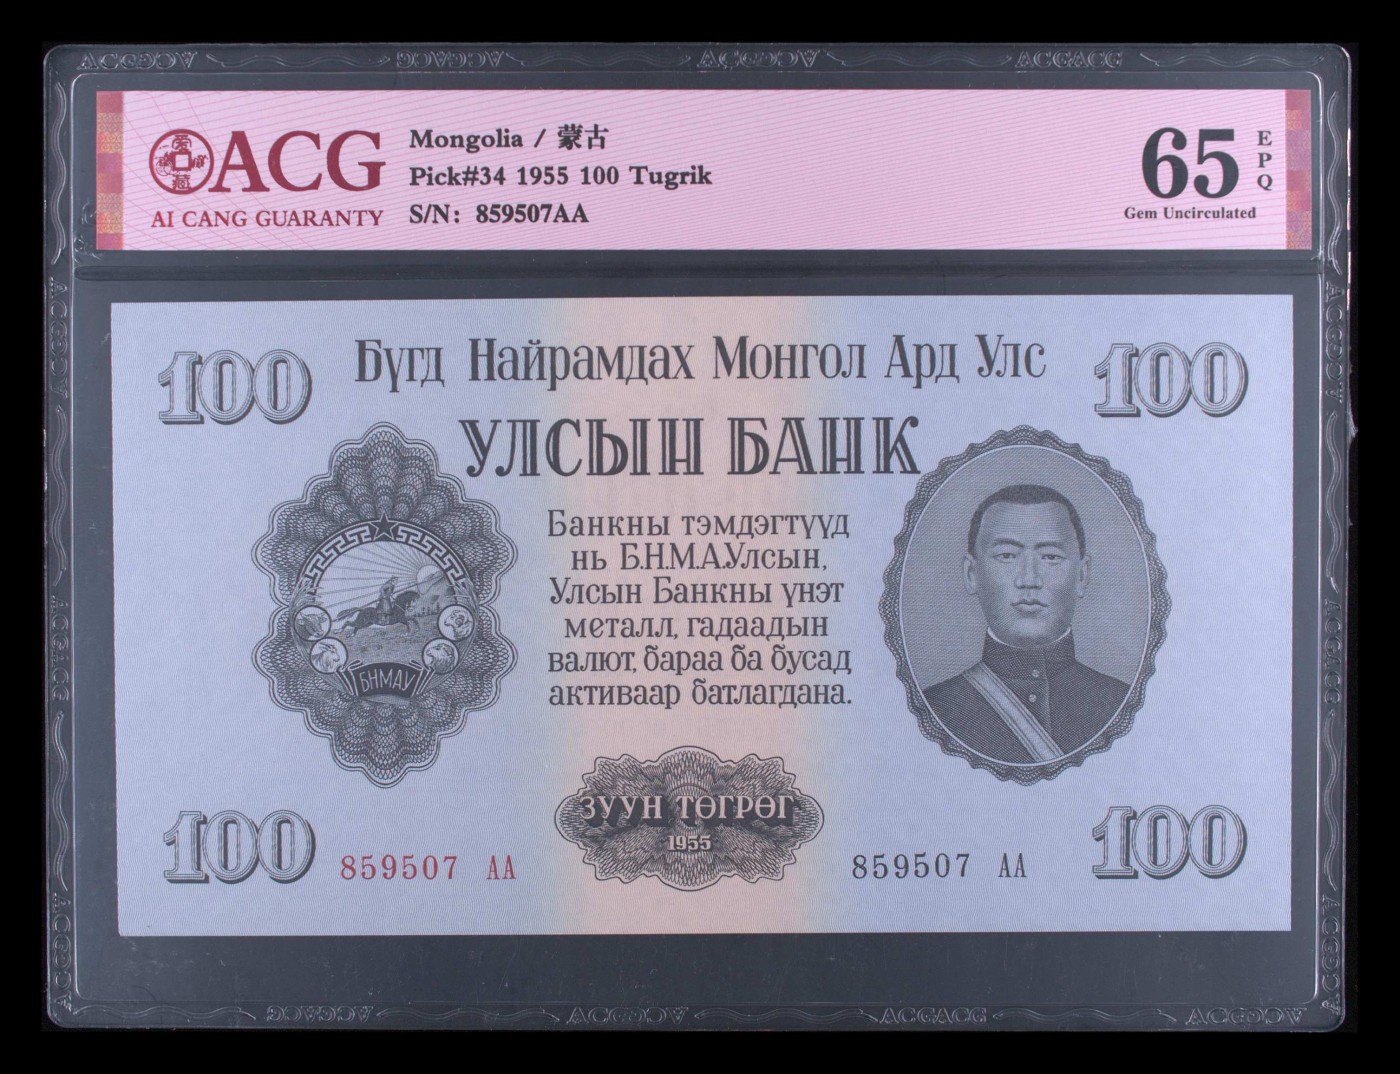 ACG
AI CANG GUARANTY
Mongolia / 蒙古
Pick#34 1955 100 Tugrik
S/N: 859507AA
65
EPQ
Gem Uncirculated
100
Бүгд Найрамдах Монгол Ард Улс
100
УЛСЫН БАНК
Банкны тэмдэгтүүд
нь Б.Н.М.А.Улсын,
Улсын Банкны үнэт
металл, гадаадын
валют, бараа ба бусад
активаар батлагдана.
БНМАУ
ЗУУН ТӨГРӨГ
1955
100
859507 АА
859507 АА
100